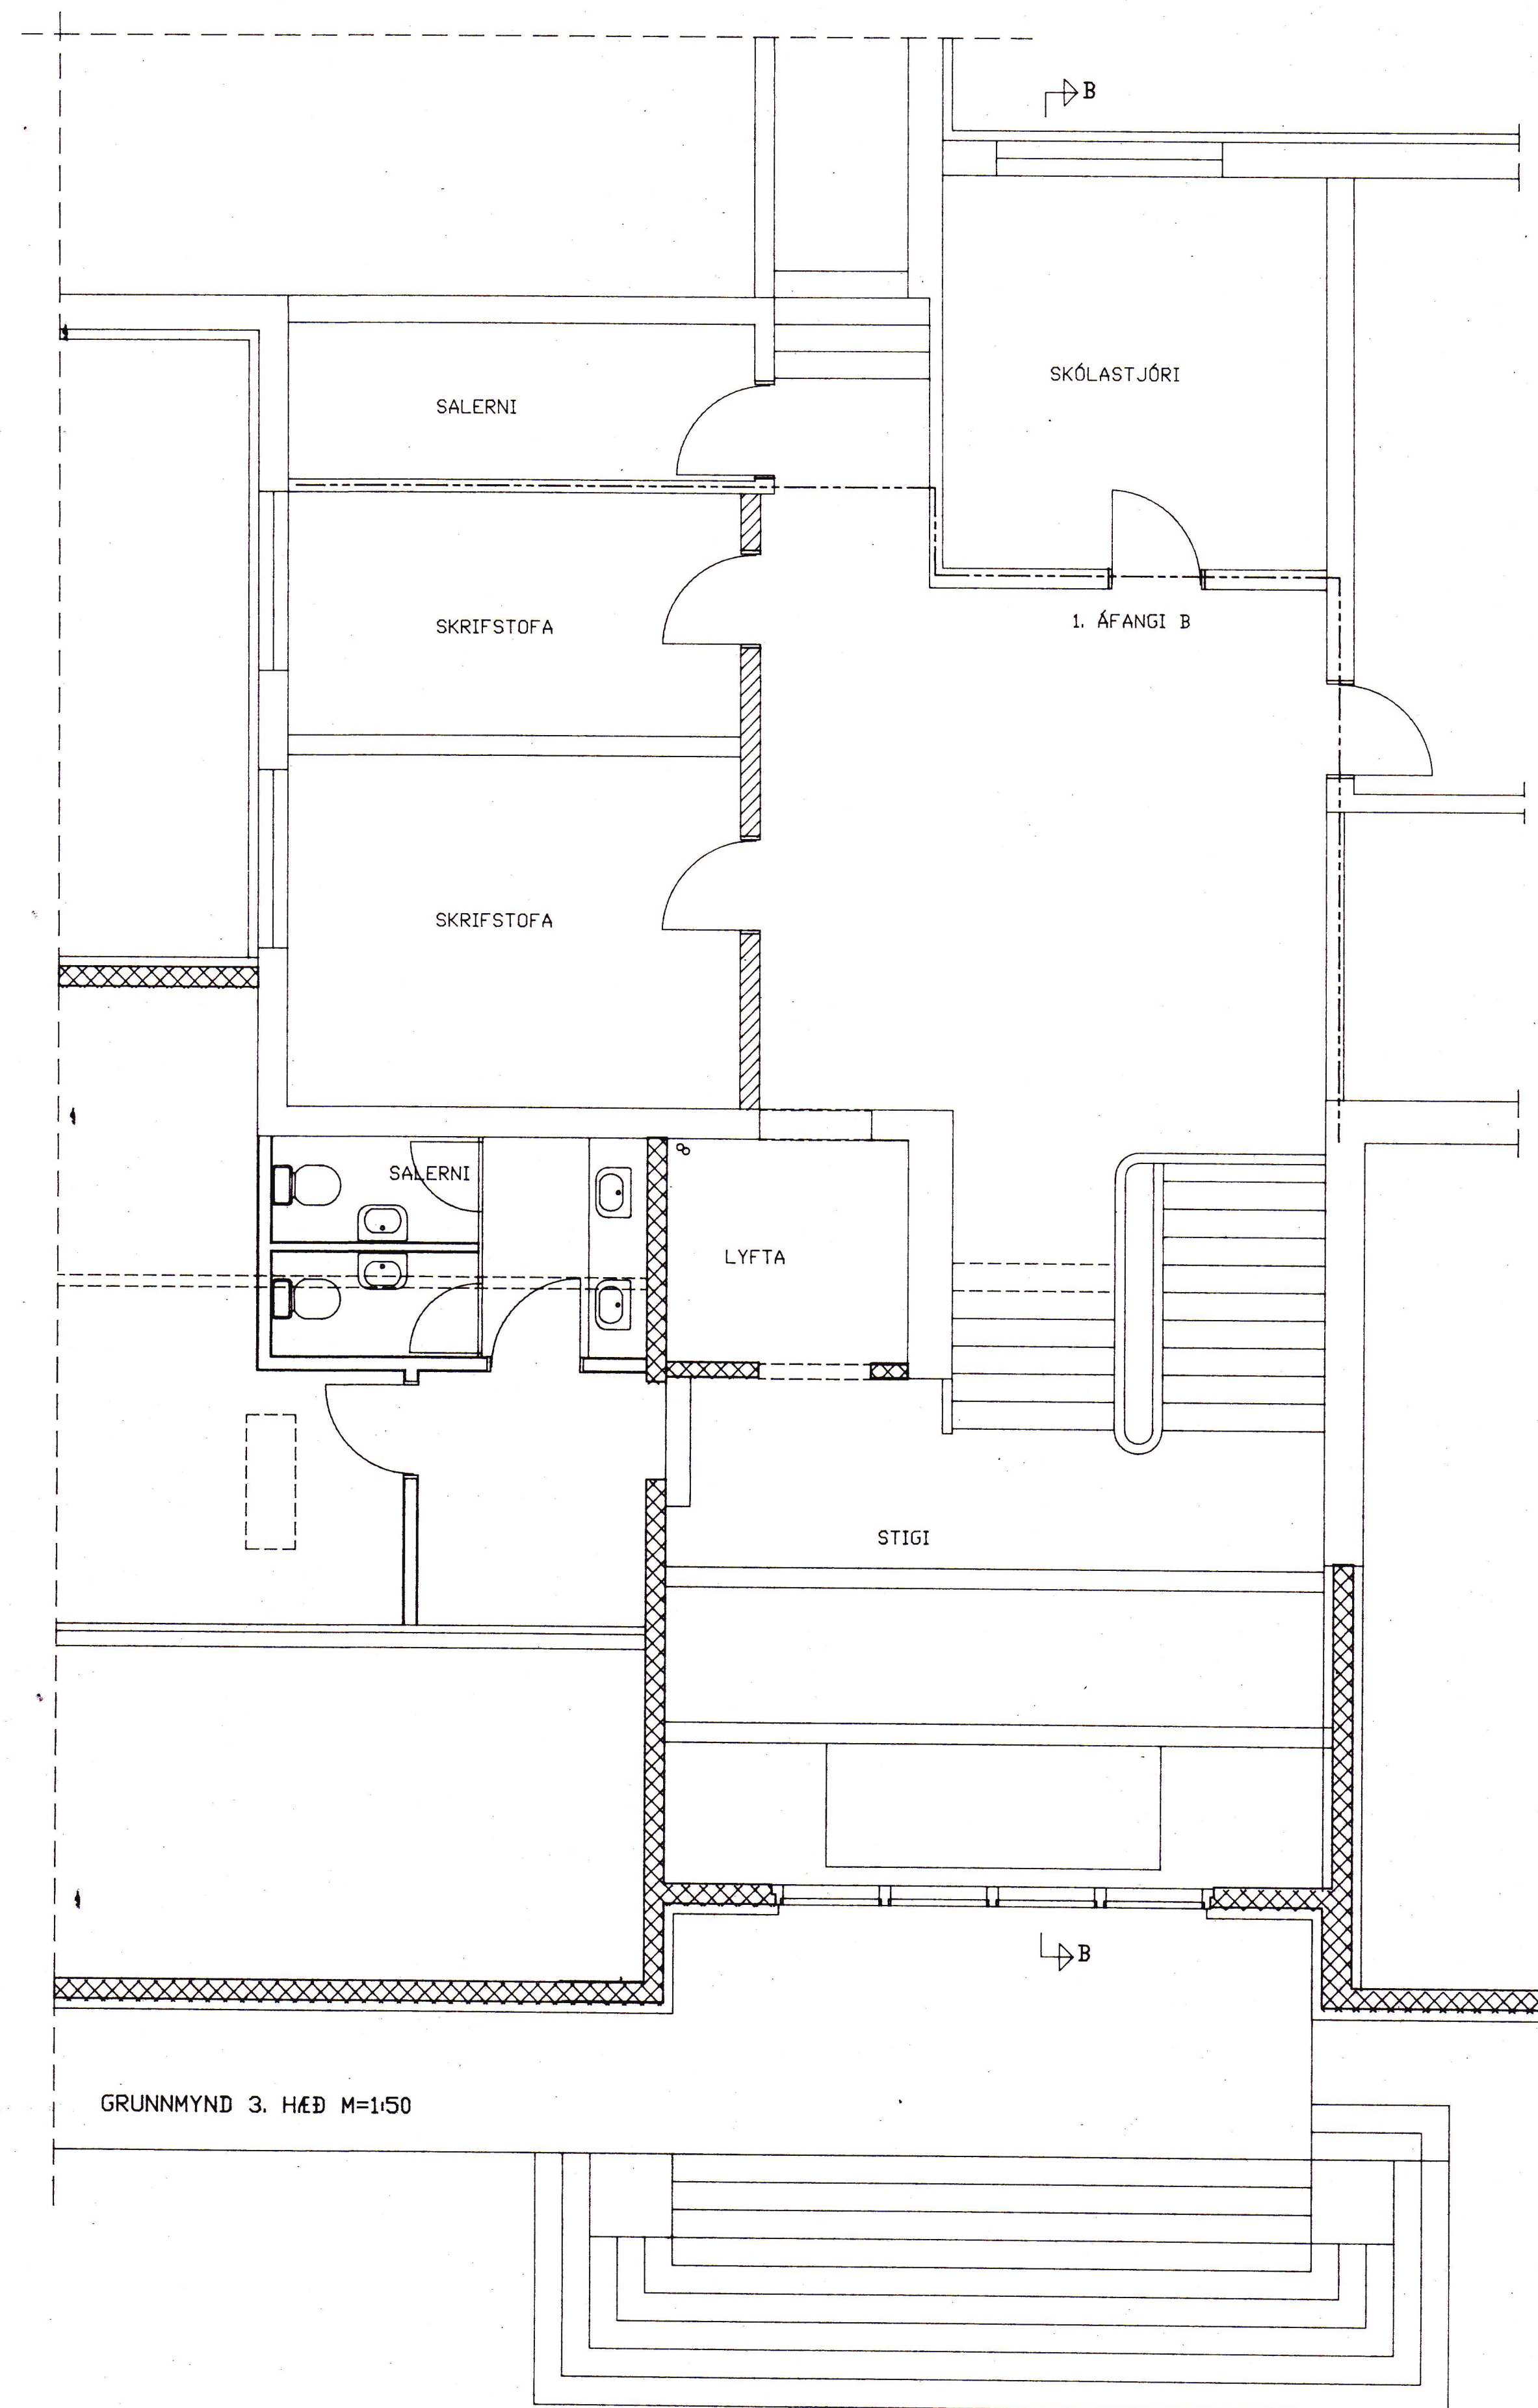 B
SKÓLASTJÓRI
SALERNI
1. ÁFANGI B
SKRIFSTOFA
SKRIFSTOFA
SALERNI
LYFTA
STIGI
B
GRUNNMYND 3. HÆÐ M=1:50